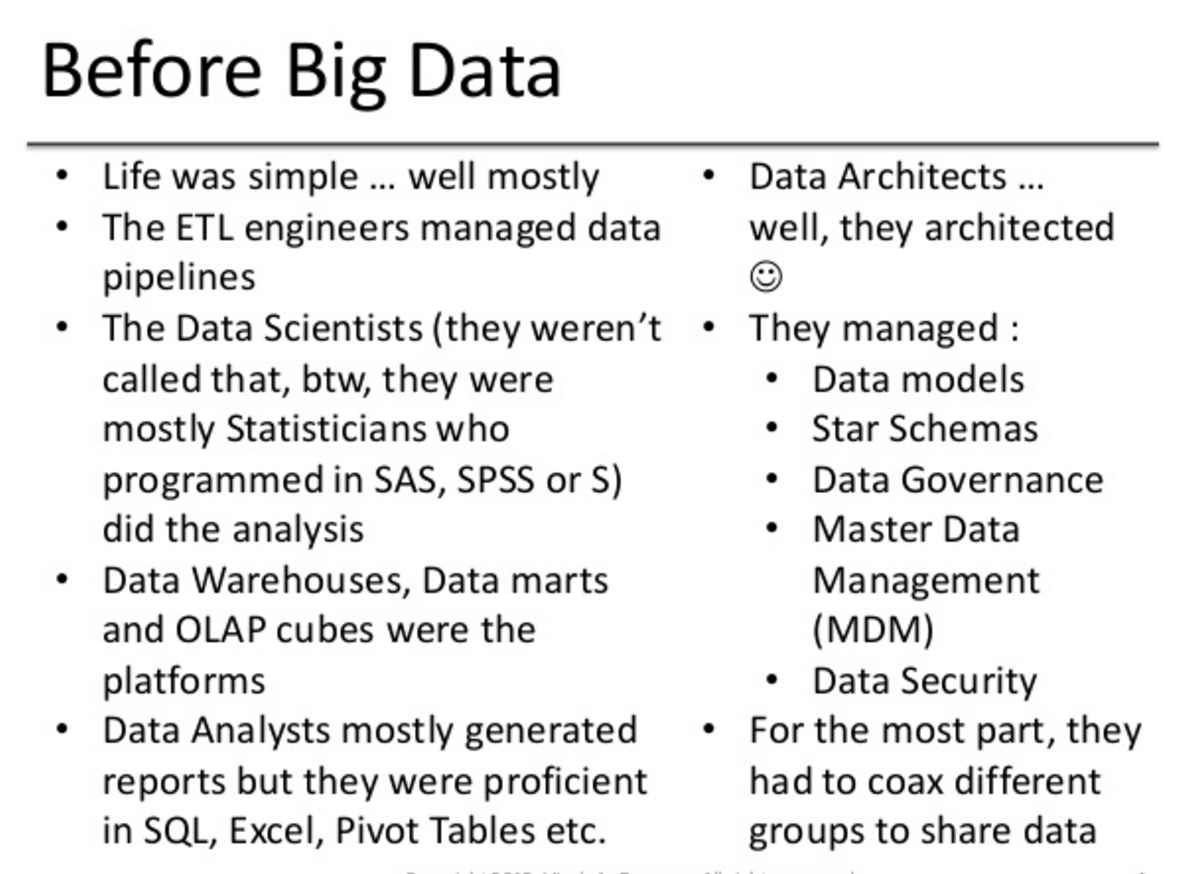 Before Big Data
• Life was simple ... well mostly
• The ETL engineers managed data
pipelines
• The Data Scientists (they weren’t
called that, btw, they were
mostly Statisticians who
programmed in SAS, SPSS or S)
did the analysis
• Data Warehouses, Data marts
and OLAP cubes were the
platforms
• Data Analysts mostly generated
reports but they were proficient
in SQL, Excel, Pivot Tables etc.
• Data Architects ...
well, they architected
☺
• They managed :
• Data models
• Star Schemas
• Data Governance
• Master Data
Management
(MDM)
• Data Security
• For the most part, they
had to coax different
groups to share data